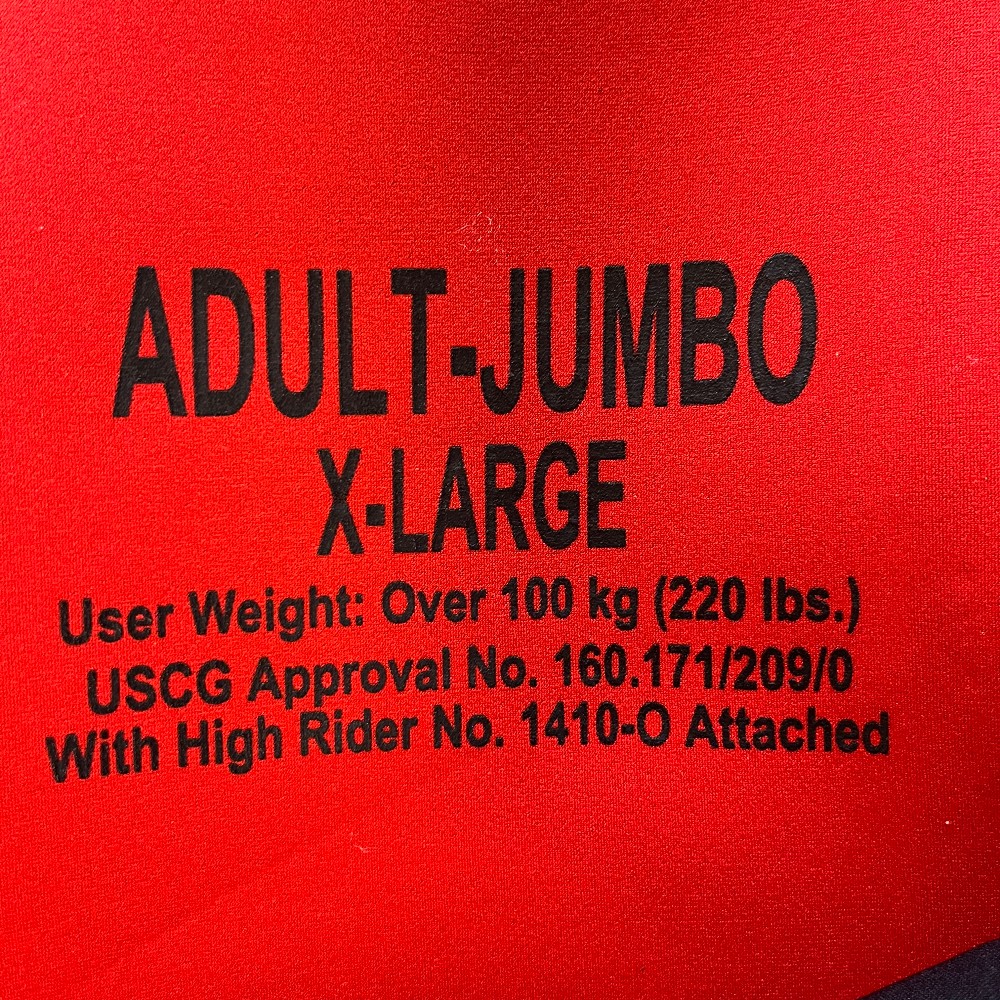 ADULT-JUMBO
X-LARGE
User Weight: Over 100 kg (220 lbs.)
USCG Approval No. 160.171/209/0
With High Rider No. 1410-O Attached